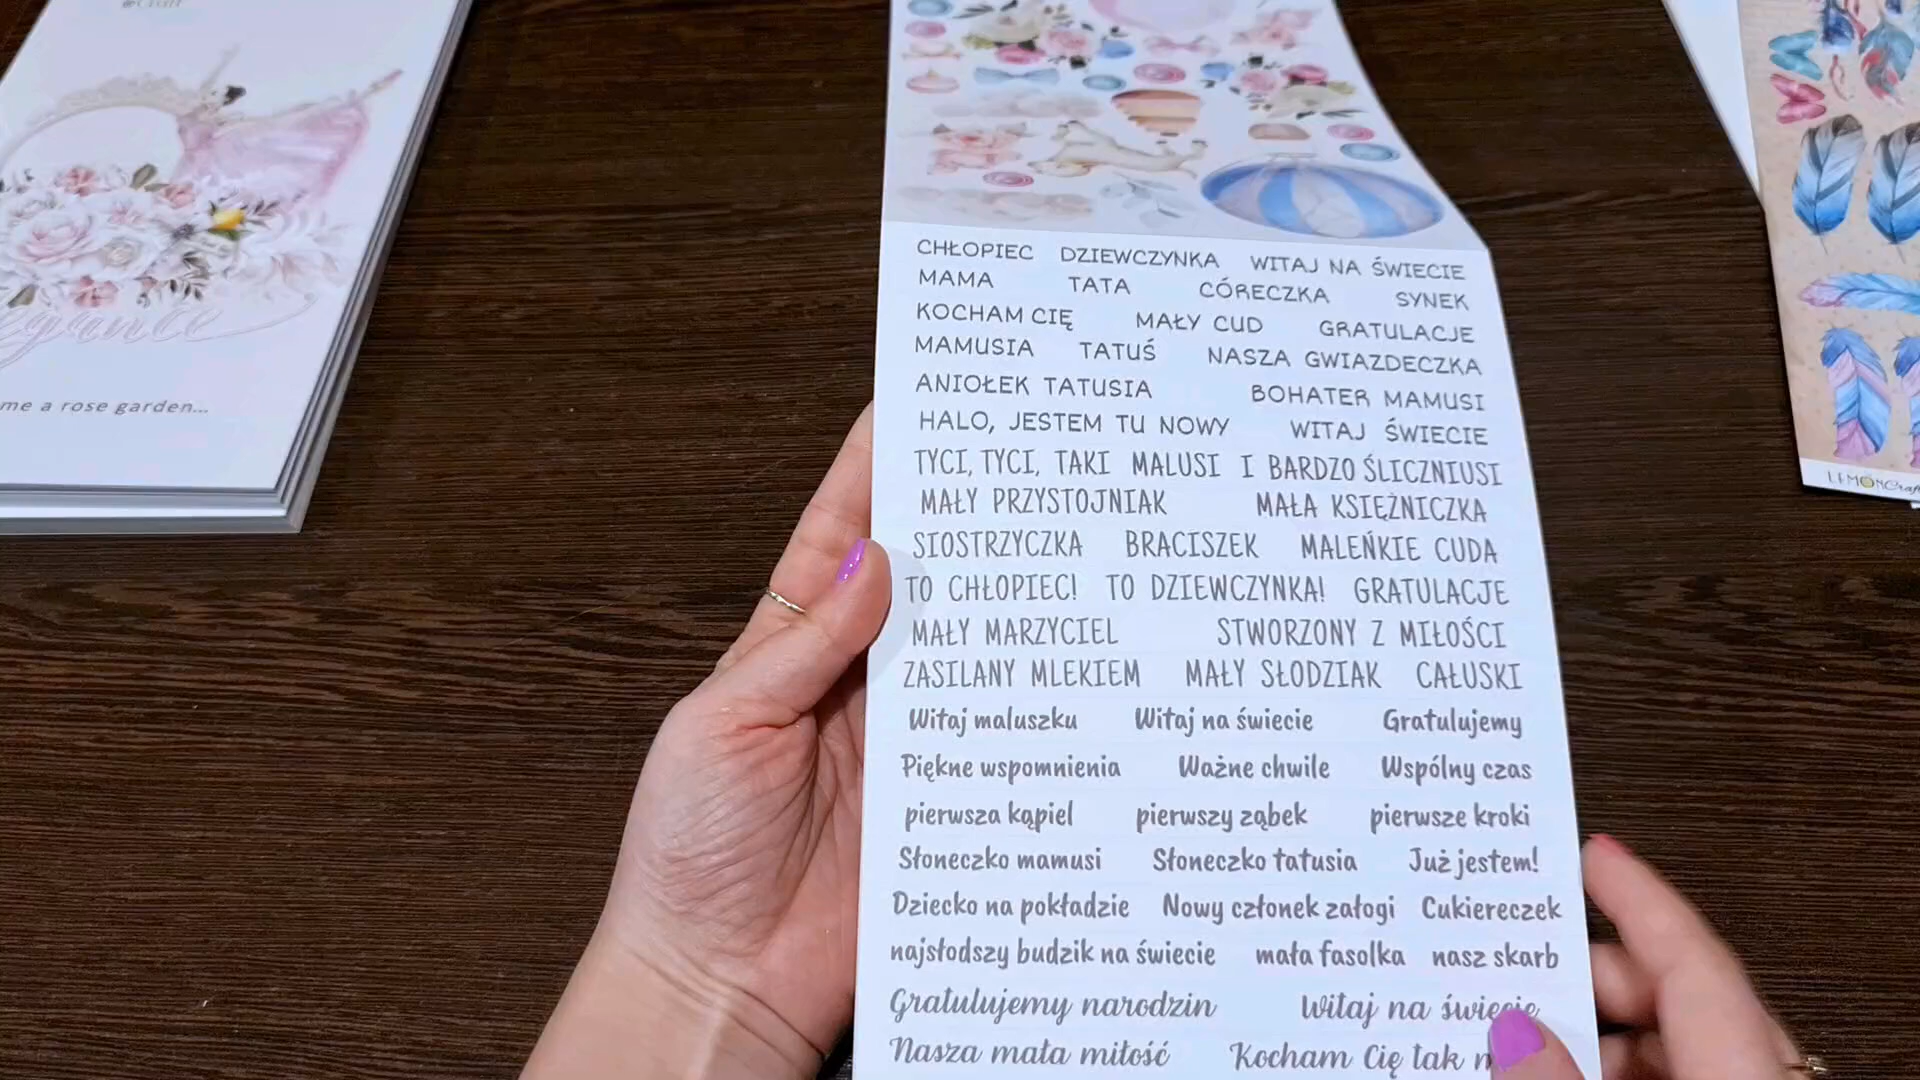 @Craft
me a rose garden...
CHŁOPIEC DZIEWCZYNKA WITAJ NA ŚWIECIE
MAMA TATA CÓRECZKA SYNEK
KOCHAM CIĘ MAŁY CUD GRATULACJE
MAMUSIA TATUŚ NASZA GWIAZDECZKA
ANIOŁEK TATUSIA BOHATER MAMUSI
HALO, JESTEM TU NOWY WITAJ ŚWIECIE
TYCI, TYCI, TAKI MALUSI I BARDZO ŚLICZNIUSI
MAŁY PRZYSTOJNIAK MAŁA KSIĘŻNICZKA
SIOSTRZYCZKA BRACISZEK MALEŃKIE CUDA
TO CHŁOPIEC! TO DZIEWCZYNKA! GRATULACJE
MAŁY MARZYCIEL STWORZONY Z MIŁOŚCI
ZASILANY MLEKIEM MAŁY SŁODZIAK CAŁUSKI
Witaj maluszku Witaj na świecie Gratulujemy
Piękne wspomnienia Ważne chwile Wspólny czas
pierwsza kąpiel pierwszy ząbek pierwsze kroki
Słoneczko mamusi Słoneczko tatusia Już jestem!
Dziecko na pokładzie Nowy członek załogi Cukiereczek
najsłodszy budzik na świecie mała fasolka nasz skarb
Gratulujemy narodzin Witaj na świecie
Nasza mała miłość Kocham Cię tak
LEMONCraft